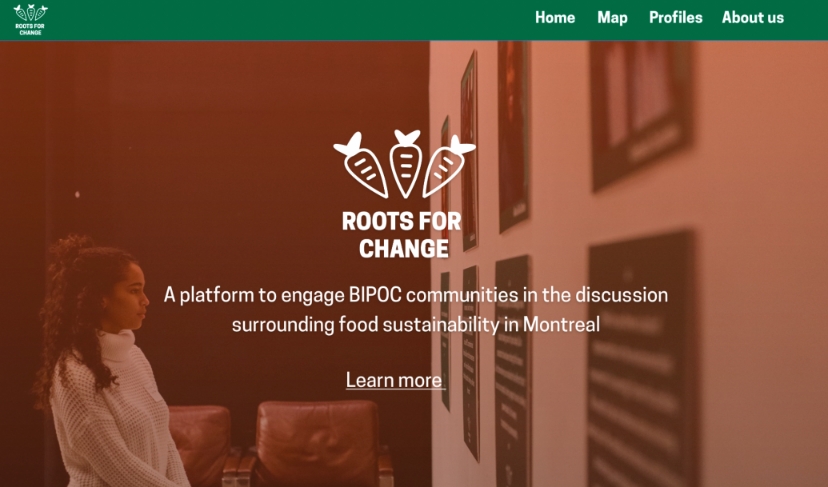 ROOTS FOR
CHANGE
Home Map Profiles About us
ROOTS FOR
CHANGE
A platform to engage BIPOC communities in the discussion
surrounding food sustainability in Montreal
Learn more